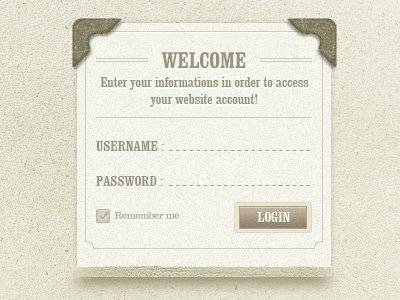 WELCOME
Enter your informations in order to access
your website account!
USERNAME :
PASSWORD :
Remember me
LOGIN